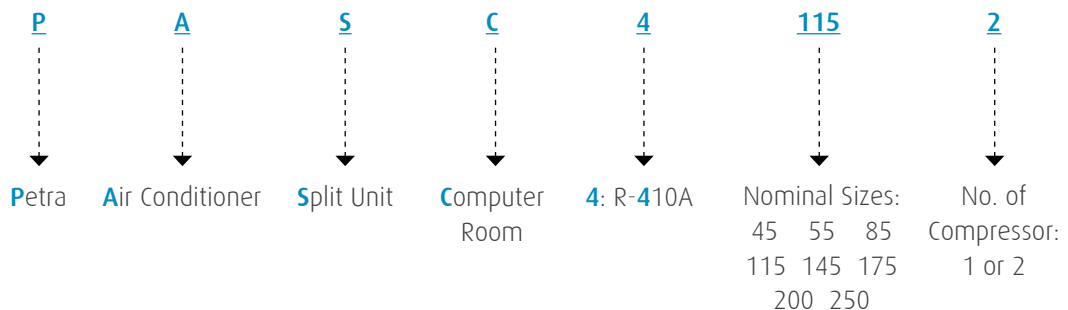 P A S C 4 115 2
Petra Air Conditioner Split Unit Computer 4: R-410A Nominal Sizes: No. of
Room 45 55 85 Compressor:
115 145 175 1 or 2
200 250